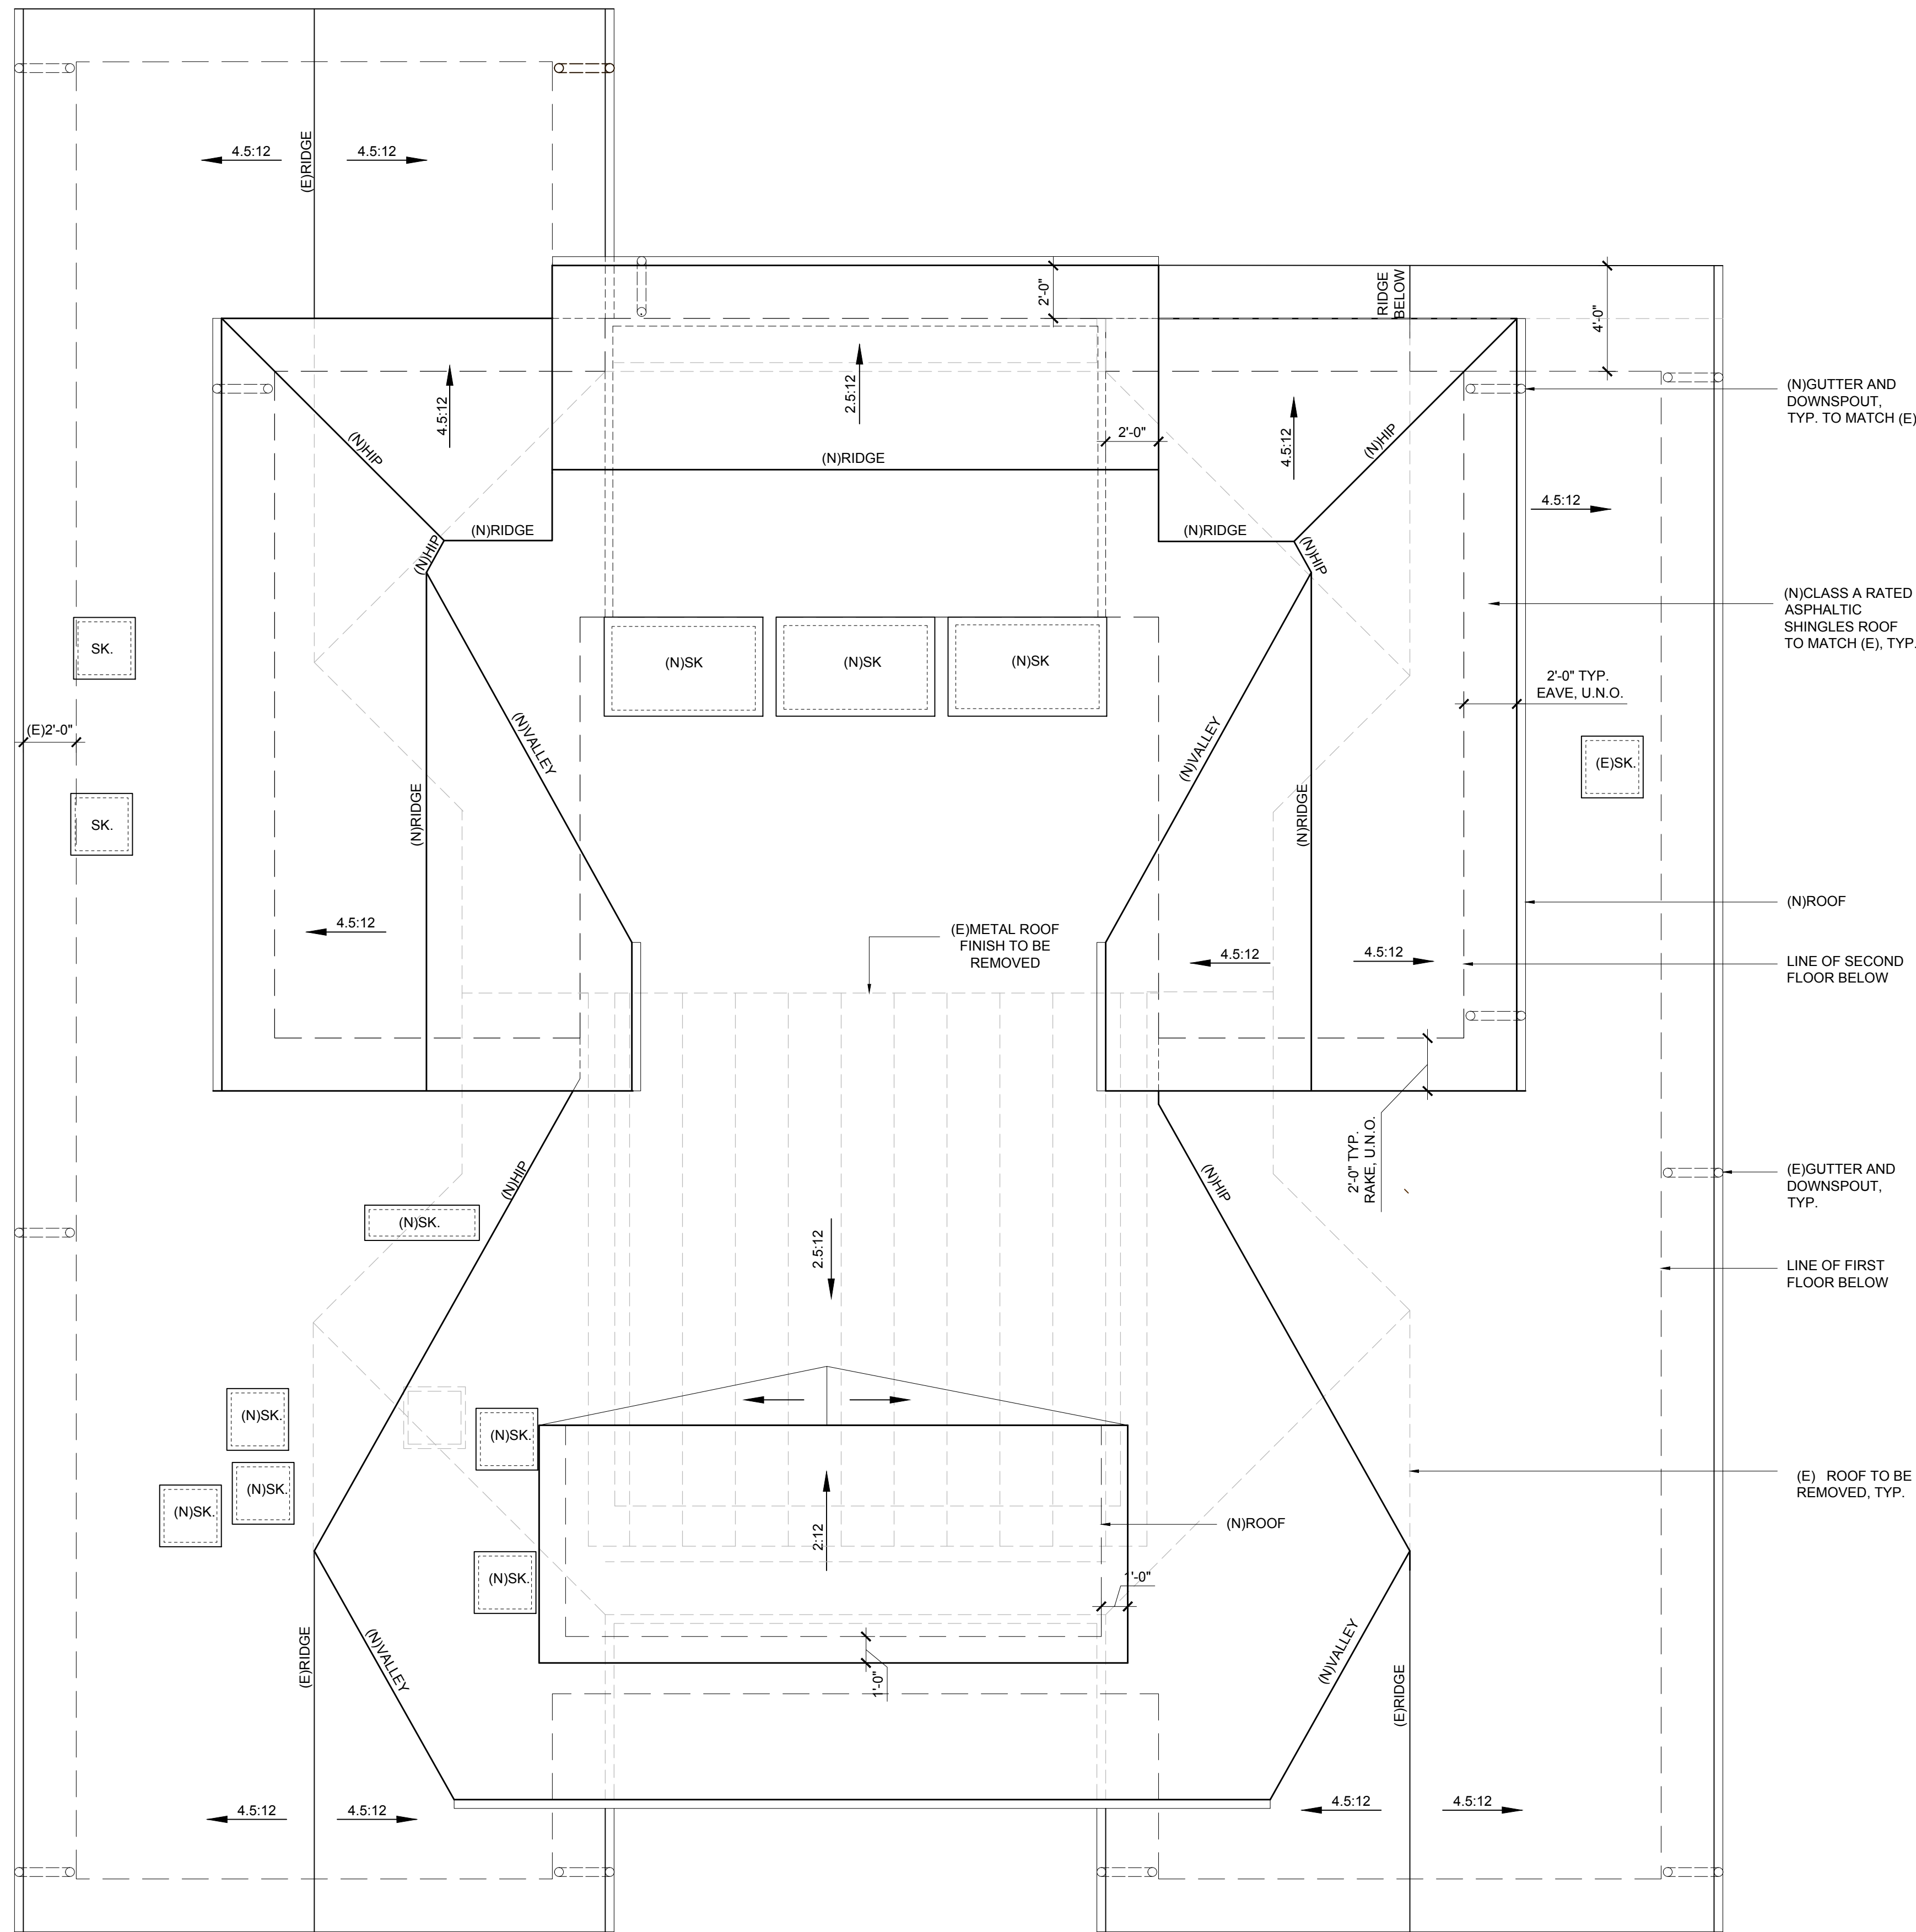 4.5:12
4.5:12
(E)RIDGE
2'-0"
RIDGE
BELOW
4'-0"
4.5:12
2.5:12
4.5:12
2'-0"
(N)HIP
(N)HIP
(N)RIDGE
(N)GUTTER AND
DOWNSPOUT,
TYP. TO MATCH (E)
4.5:12
(N)RIDGE
(N)RIDGE
(N)HIP
(N)HIP
(N)CLASS A RATED
ASPHALTIC
SHINGLES ROOF
TO MATCH (E), TYP.
SK.
(N)SK
(N)SK
(N)SK
2'-0" TYP.
EAVE, U.N.O.
(E)2'-0"
(N)VALLEY
(N)VALLEY
(E)SK.
SK.
(N)RIDGE
(N)RIDGE
(N)ROOF
4.5:12
(E)METAL ROOF
FINISH TO BE
REMOVED
4.5:12
4.5:12
LINE OF SECOND
FLOOR BELOW
2'-0" TYP.
RAKE, U.N.O.
(N)HIP
(N)HIP
(E)GUTTER AND
DOWNSPOUT,
TYP.
(N)SK.
2.5:12
LINE OF FIRST
FLOOR BELOW
(N)SK.
(N)SK.
(N)SK.
(N)SK.
2:12
(N)ROOF
(E) ROOF TO BE
REMOVED, TYP.
(N)SK.
'-0"
1'-0"
(E)RIDGE
(N)VALLEY
(N)VALLEY
(E)RIDGE
4.5:12
4.5:12
4.5:12
4.5:12